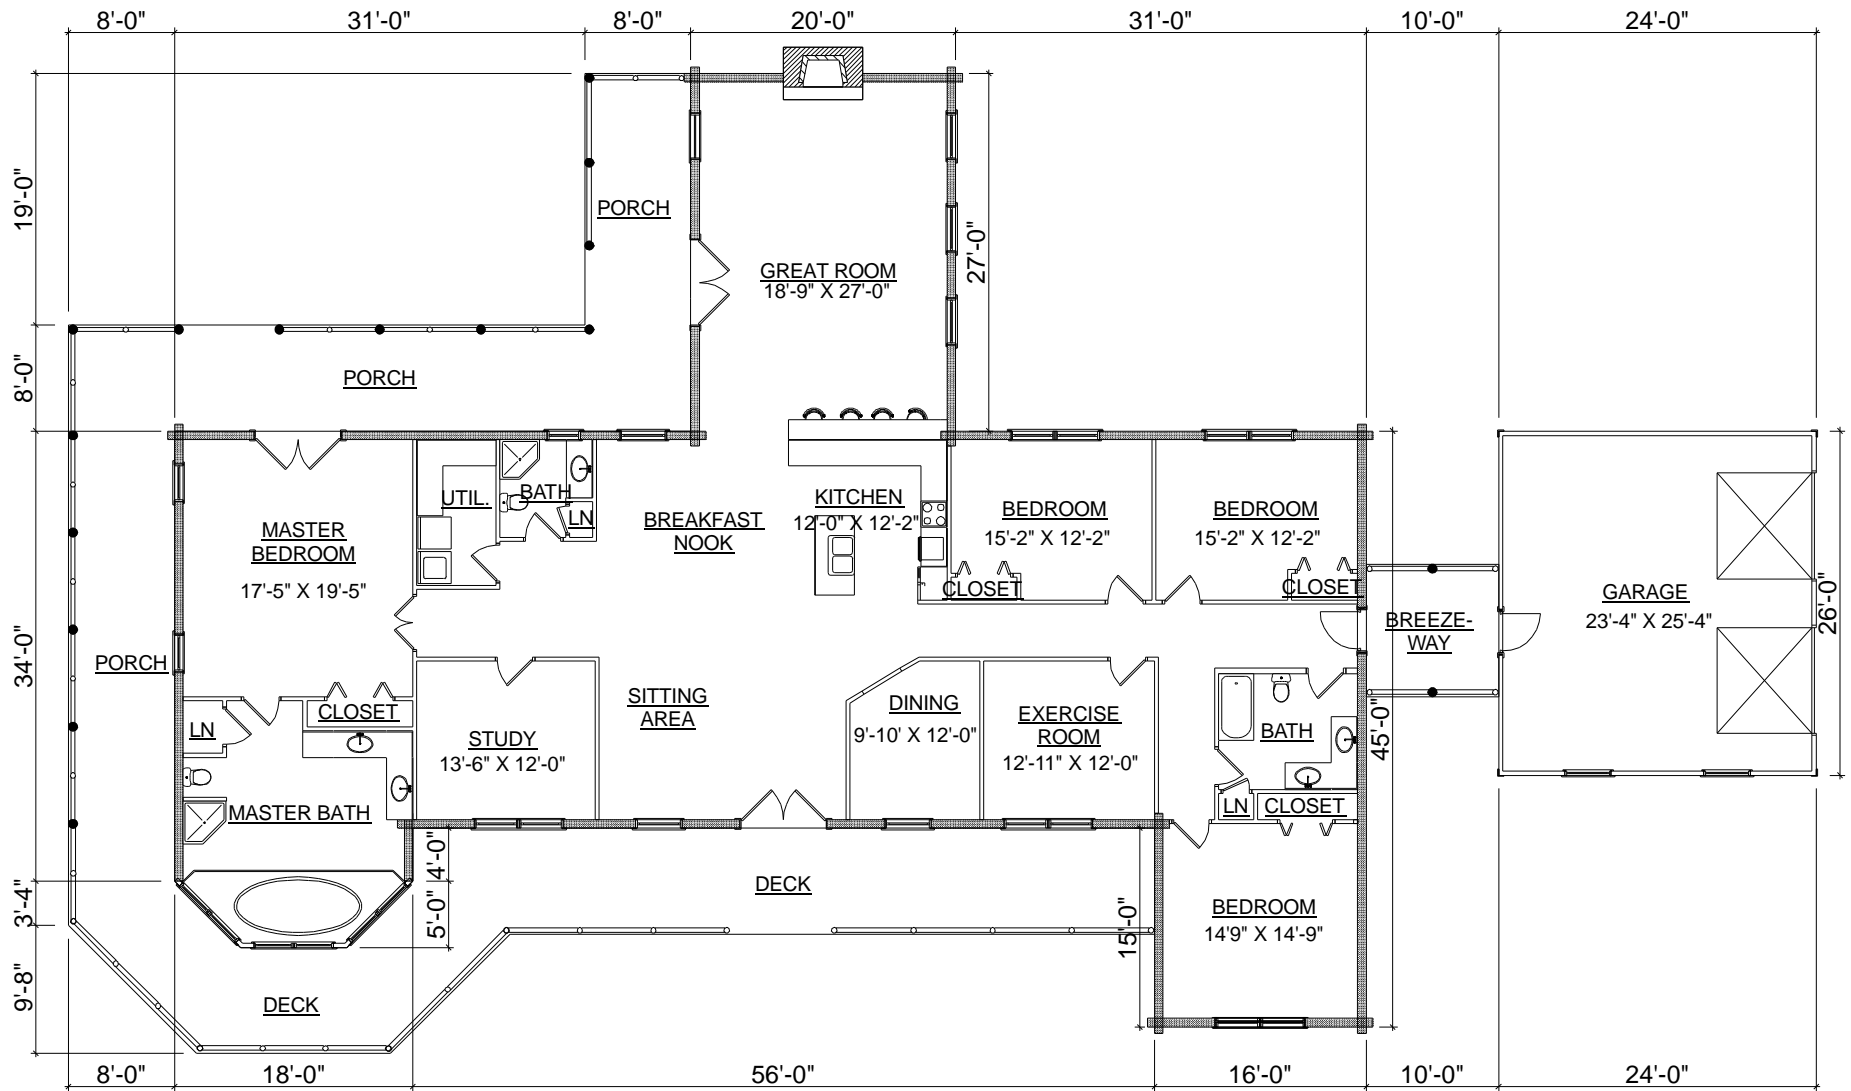 8'-0" 31'-0" 8'-0" 20'-0" 31'-0" 10'-0" 24'-0"
19'-0"
PORCH
GREAT ROOM
18'-9" X 27'-0"
27'-0"
8'-0"
PORCH
UTIL.
BATH
LN
BREAKFAST
NOOK
KITCHEN
12'-0" X 12'-2"
BEDROOM
15'-2" X 12'-2"
CLOSET
BEDROOM
15'-2" X 12'-2"
CLOSET
MASTER
BEDROOM
17'-5" X 19'-5"
BREEZE-
WAY
GARAGE
23'-4" X 25'-4"
26'-0"
34'-0"
PORCH
LN
CLOSET
STUDY
13'-6" X 12'-0"
SITTING
AREA
DINING
9'-10' X 12'-0"
EXERCISE
ROOM
12'-11" X 12'-0"
BATH
45'-0"
LN
CLOSET
MASTER BATH
4'-0"
5'-0"
DECK
15'-0"
BEDROOM
14'9" X 14'-9"
3'-4"
9'-8"
DECK
8'-0" 18'-0" 56'-0" 16'-0" 10'-0" 24'-0"